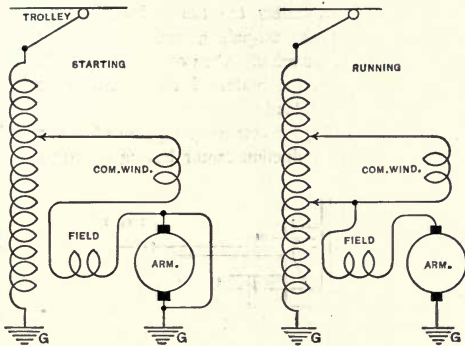 TROLLEY
STARTING
COM. WIND.
FIELD
ARM.
G
G
RUNNING
COM. WIND.
FIELD
ARM.
G
G